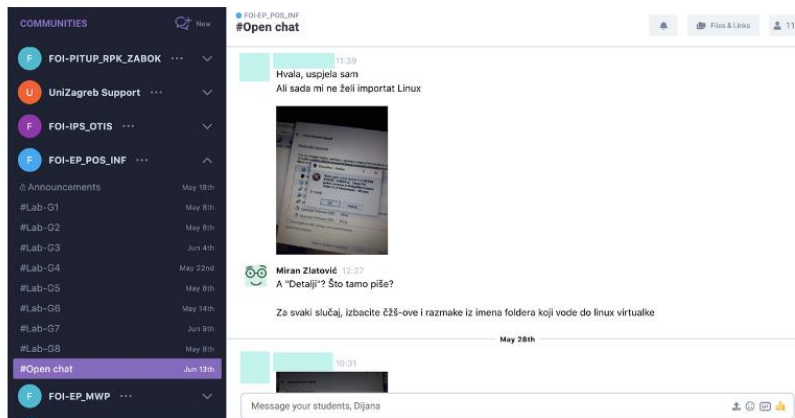 COMMUNITIES
New
F FOI-PITUP_RPK_ZABOK ···
U UniZagreb Support ···
F FOI-IPS_OTIS ···
F FOI-EP_POS_INF ···
Announcements May 18th
#Lab-G1 May 8th
#Lab-G2 May 8th
#Lab-G3 Jun 4th
#Lab-G4 May 22nd
#Lab-G5 May 8th
#Lab-G6 May 14th
#Lab-G7 Jun 9th
#Lab-G8 May 8th
#Open chat Jun 13th
F FOI-EP_MWP ···
FOI-EP_POS_INF
#Open chat
Files & Links
11
11:39
Hvala, uspjela sam
Ali sada mi ne želi importat Linux
Miran Zlatović 12:27
A "Detalji"? Što tamo piše?
Za svaki slučaj, izbacite čžš-ove i razmake iz imena foldera koji vode do linux virtualke
May 28th
10:31
Message your students, Dijana
GIF